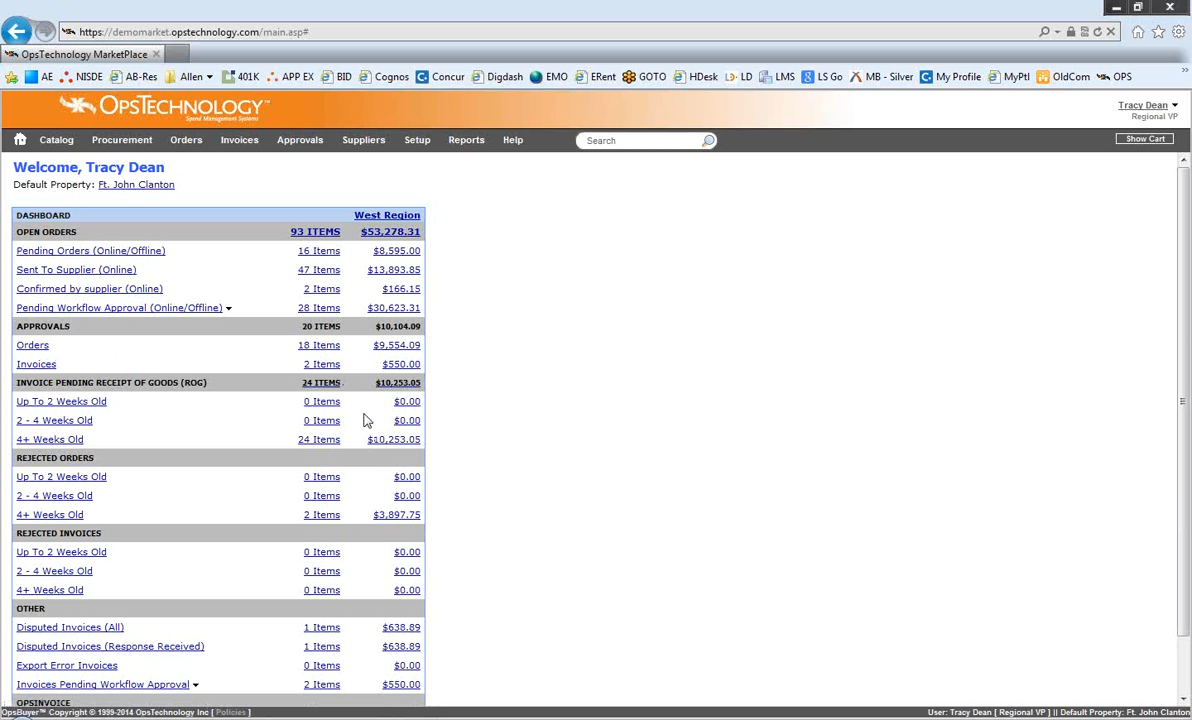 https://demomarket.opstechnology.com/main.asp#
OpsTechnology MarketPlace
AE NISDE AB-Res Allen 401K APP EX BID Cognos Concur Digdash EMO ERent GOTO HDesk LD LMS LS Go MB - Silver My Profile MyPtl OldCom OPS
OPSTECHNOLOGY™
Spend Management Systems
Tracy Dean
Regional VP
Catalog Procurement Orders Invoices Approvals Suppliers Setup Reports Help Search Show Cart
Welcome, Tracy Dean
Default Property: Ft. John Clanton
DASHBOARD West Region
OPEN ORDERS 93 ITEMS $53,278.31
Pending Orders (Online/Offline) 16 Items $8,595.00
Sent To Supplier (Online) 47 Items $13,893.85
Confirmed by supplier (Online) 2 Items $166.15
Pending Workflow Approval (Online/Offline) 28 Items $30,623.31
APPROVALS 20 ITEMS $10,104.09
Orders 18 Items $9,554.09
Invoices 2 Items $550.00
INVOICE PENDING RECEIPT OF GOODS (ROG) 24 ITEMS $10,253.05
Up To 2 Weeks Old 0 Items $0.00
2 - 4 Weeks Old 0 Items $0.00
4+ Weeks Old 24 Items $10,253.05
REJECTED ORDERS
Up To 2 Weeks Old 0 Items $0.00
2 - 4 Weeks Old 0 Items $0.00
4+ Weeks Old 2 Items $3,897.75
REJECTED INVOICES
Up To 2 Weeks Old 0 Items $0.00
2 - 4 Weeks Old 0 Items $0.00
4+ Weeks Old 0 Items $0.00
OTHER
Disputed Invoices (All) 1 Items $638.89
Disputed Invoices (Response Received) 1 Items $638.89
Export Error Invoices 0 Items $0.00
Invoices Pending Workflow Approval 2 Items $550.00
OPSINVOICE
OpsBuyer™ Copyright © 1999-2014 OpsTechnology Inc [ Policies ] User: Tracy Dean [ Regional VP ] || Default Property: Ft. John Clanton